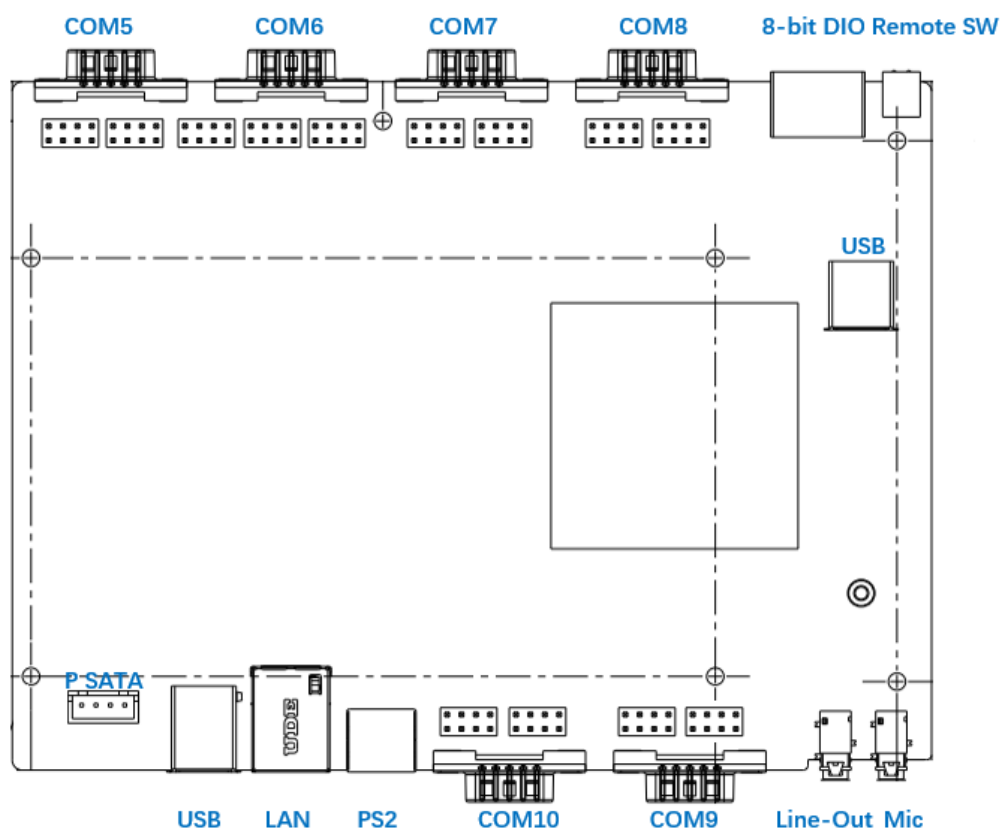 COM5 COM6 COM7 COM8 8-bit DIO Remote SW
USB
P SATA
UDE
USB LAN PS2 COM10 COM9 Line-Out Mic